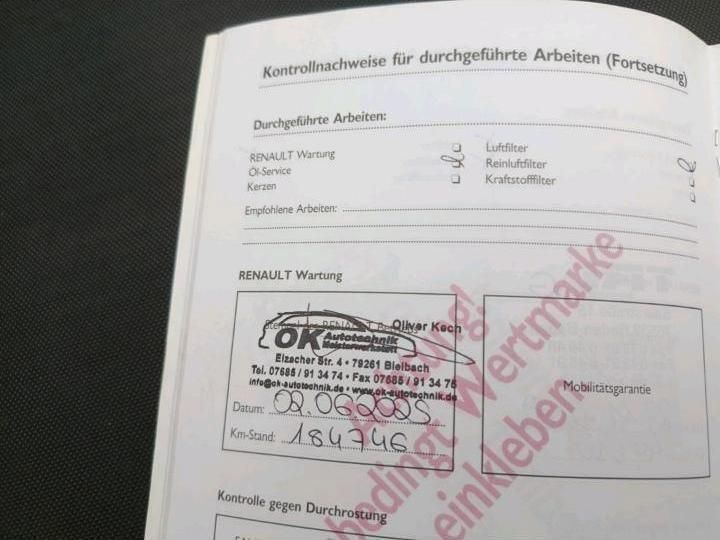 Kontrollnachweise für durchgeführte Arbeiten (Fortsetzung)
Durchgeführte Arbeiten:
RENAULT Wartung
Öl-Service
Kerzen
Luftfilter
Reinluftfilter
Kraftstofffilter
Empfohlene Arbeiten:
RENAULT Wartung
Oliver Koch
OK Autotechnik
Meisterwerkstatt
Elzacher Str. 4 • 79261 Bleibach
Tel. 07685 / 91 34 74 • Fax 07685 / 91 34 75
info@ok-autotechnik.de • www.ok-autotechnik.de
Datum: 02.06.2025
Km-Stand: 184746
Mobilitätsgarantie
Wertmarke
einkleben
Kontrolle gegen Durchrostung